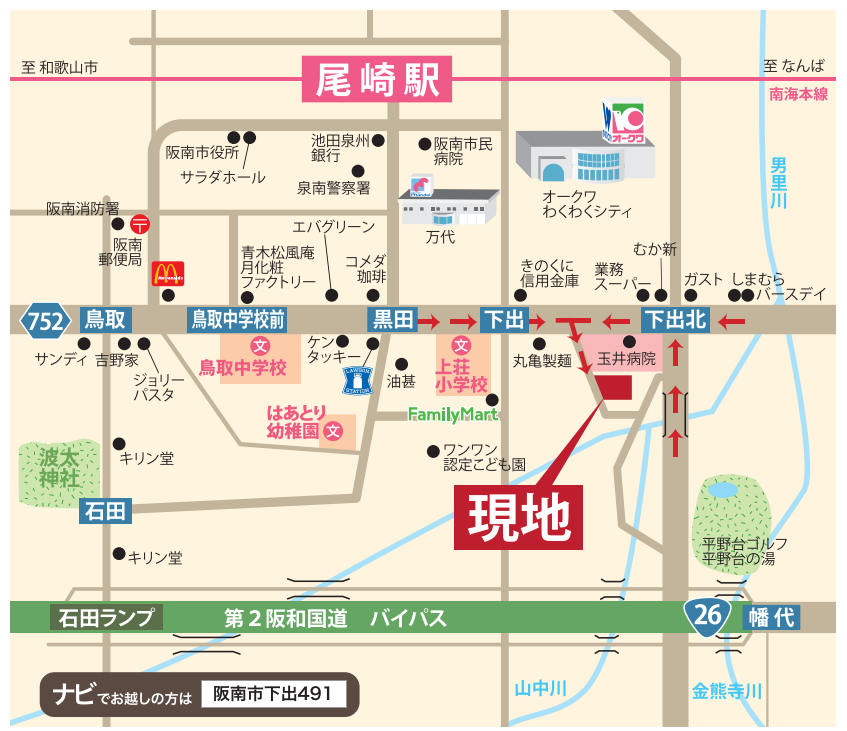 至 和歌山市
尾崎駅
至 なんば
南海本線
阪南市役所
サラダホール
池田泉州
銀行
泉南警察署
阪南市民
病院
オークワ
オークワ
わくわくシティ
男里川
万代
阪南消防署
〒
阪南
郵便局
McDonald's
青木松風庵
月化粧
ファクトリー
エバグリーン
コメダ
珈琲
きのくに
信用金庫
業務
スーパー
むか新
ガスト
しまむら
バースデイ
752
鳥取
鳥取中学校前
黒田
下出
下出北
サンディ
吉野家
ジョリー
パスタ
文
鳥取中学校
ケン
タッキー
LAWSON
STATION
油甚
文
上荘
小学校
丸亀製麺
玉井病院
はあとり
幼稚園
文
FamilyMart
ワンワン
認定こども園
波太
神社
キリン堂
石田
現地
キリン堂
平野台ゴルフ
平野台の湯
石田ランプ
第2阪和国道 バイパス
26
幡代
ナビでお越しの方は
阪南市下出491
山中川
金熊寺川